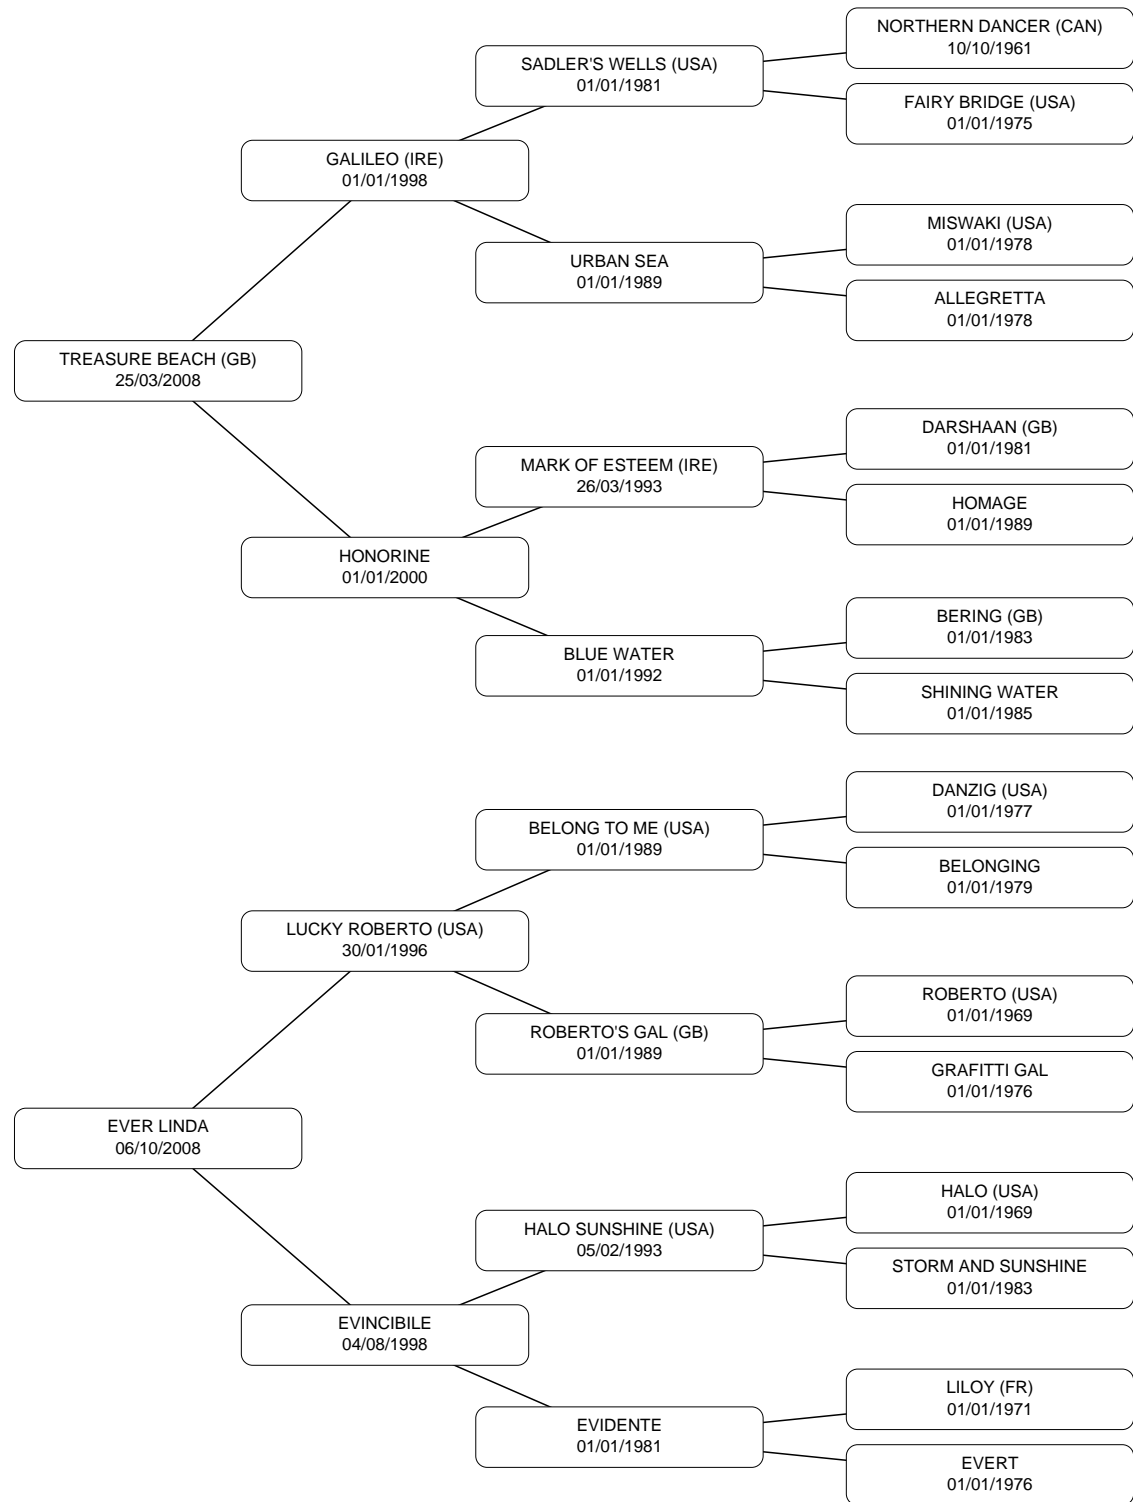 NORTHERN DANCER (CAN)
10/10/1961
SADLER'S WELLS (USA)
01/01/1981
FAIRY BRIDGE (USA)
01/01/1975
GALILEO (IRE)
01/01/1998
MISWAKI (USA)
01/01/1978
URBAN SEA
01/01/1989
ALLEGRETTA
01/01/1978
TREASURE BEACH (GB)
25/03/2008
DARSHAAN (GB)
01/01/1981
MARK OF ESTEEM (IRE)
26/03/1993
HOMAGE
01/01/1989
HONORINE
01/01/2000
BERING (GB)
01/01/1983
BLUE WATER
01/01/1992
SHINING WATER
01/01/1985
DANZIG (USA)
01/01/1977
BELONG TO ME (USA)
01/01/1989
BELONGING
01/01/1979
LUCKY ROBERTO (USA)
30/01/1996
ROBERTO (USA)
01/01/1969
ROBERTO'S GAL (GB)
01/01/1989
GRAFITTI GAL
01/01/1976
EVER LINDA
06/10/2008
HALO (USA)
01/01/1969
HALO SUNSHINE (USA)
05/02/1993
STORM AND SUNSHINE
01/01/1983
EVINCIBILE
04/08/1998
LILOY (FR)
01/01/1971
EVIDENTE
01/01/1981
EVERT
01/01/1976